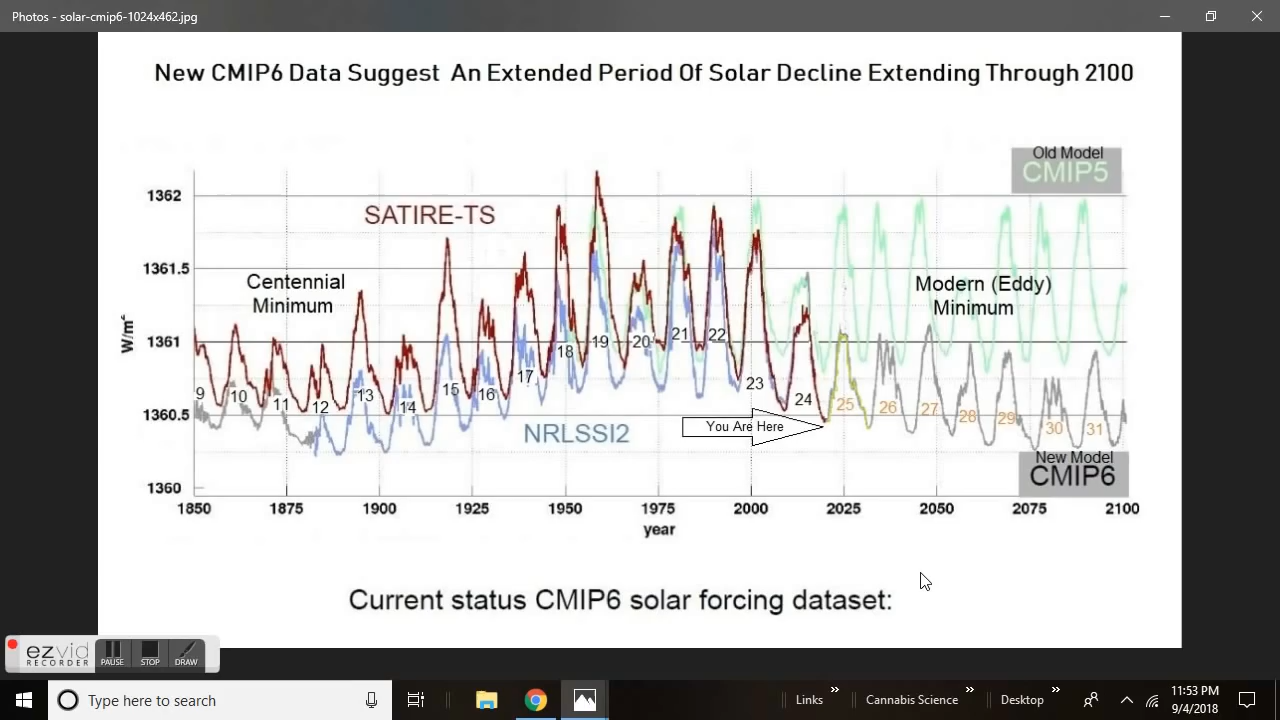 Photos - solar-cmip6-1024x462.jpg
New CMIP6 Data Suggest An Extended Period Of Solar Decline Extending Through 2100
Old Model
CMIP5
1362
SATIRE-TS
1361.5
Centennial
Minimum
Modern (Eddy)
Minimum
W/m²
1361
18 19 20 21 22
9 10 11 12 13 14 15 16 17 23 24 25 26 27 28 29 30 31
1360.5
You Are Here
NRLSSI2
New Model
CMIP6
1360
1850 1875 1900 1925 1950 1975 2000 2025 2050 2075 2100
year
Current status CMIP6 solar forcing dataset:
ezvid
RECORDER
PAUSE STOP DRAW
Type here to search
Links
Cannabis Science
Desktop
11:53 PM
9/4/2018